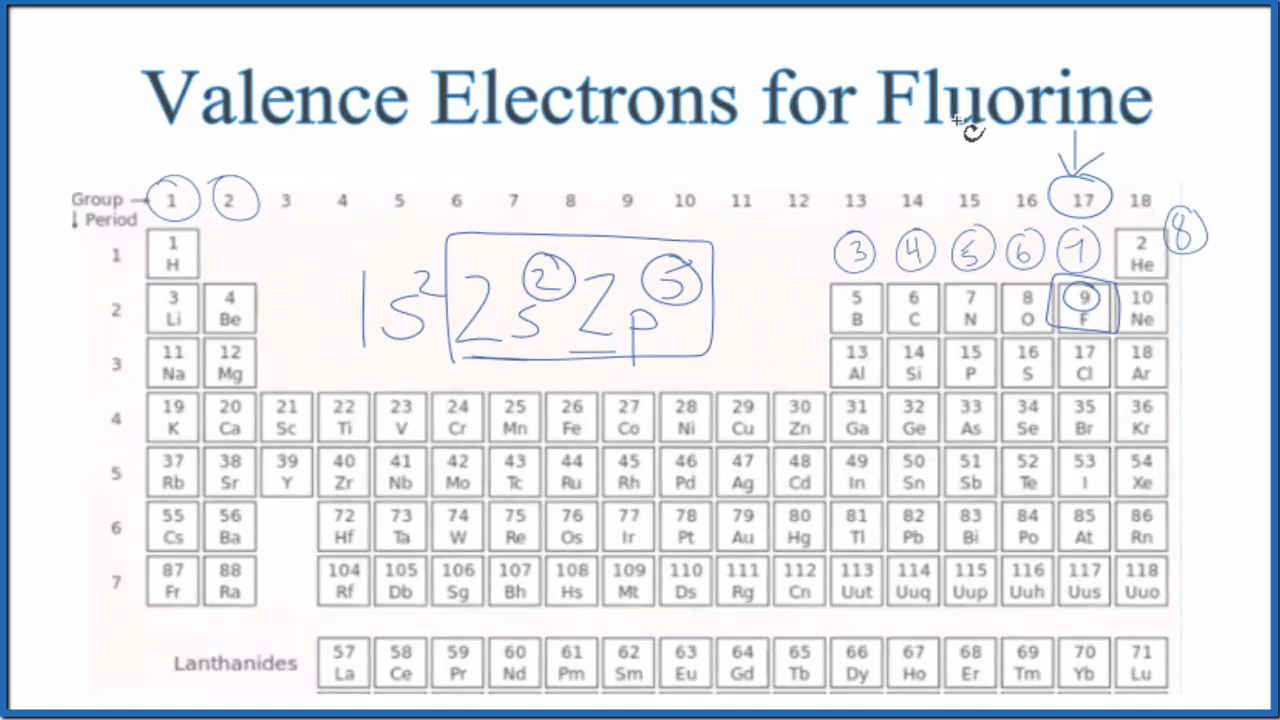 Valence Electrons for Fluorine
Group → 1 2 3 4 5 6 7 8 9 10 11 12 13 14 15 16 17 18
↓ Period
8
3 4 5 6 7
1 1 H 2 He
1s² 2s² 2p⁵
2 3 Li 4 Be 5 B 6 C 7 N 8 O 9 F 10 Ne
3 11 Na 12 Mg 13 Al 14 Si 15 P 16 S 17 Cl 18 Ar
4 19 K 20 Ca 21 Sc 22 Ti 23 V 24 Cr 25 Mn 26 Fe 27 Co 28 Ni 29 Cu 30 Zn 31 Ga 32 Ge 33 As 34 Se 35 Br 36 Kr
5 37 Rb 38 Sr 39 Y 40 Zr 41 Nb 42 Mo 43 Tc 44 Ru 45 Rh 46 Pd 47 Ag 48 Cd 49 In 50 Sn 51 Sb 52 Te 53 I 54 Xe
6 55 Cs 56 Ba 72 Hf 73 Ta 74 W 75 Re 76 Os 77 Ir 78 Pt 79 Au 80 Hg 81 Tl 82 Pb 83 Bi 84 Po 85 At 86 Rn
7 87 Fr 88 Ra 104 Rf 105 Db 106 Sg 107 Bh 108 Hs 109 Mt 110 Ds 111 Rg 112 Cn 113 Uut 114 Uuq 115 Uup 116 Uuh 117 Uus 118 Uuo
Lanthanides 57 La 58 Ce 59 Pr 60 Nd 61 Pm 62 Sm 63 Eu 64 Gd 65 Tb 66 Dy 67 Ho 68 Er 69 Tm 70 Yb 71 Lu